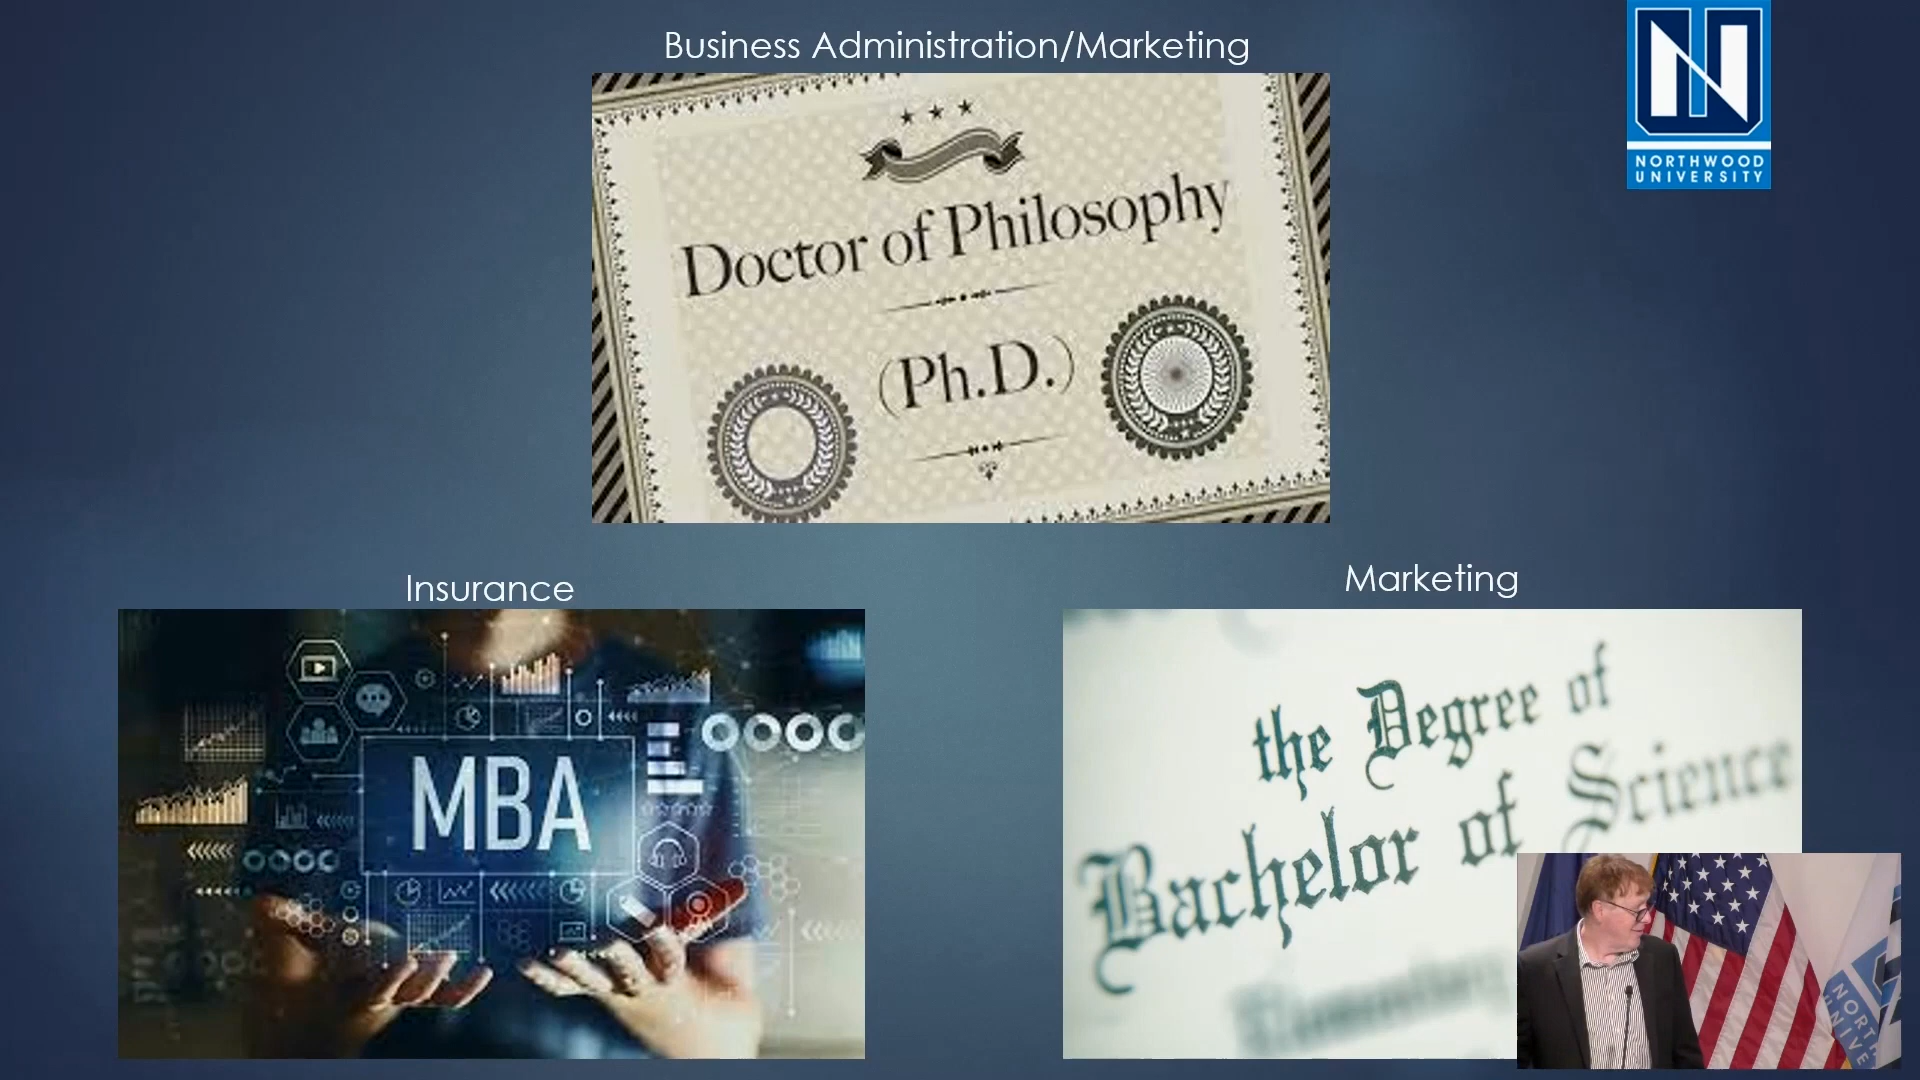 Business Administration/Marketing
NORTHWOOD
UNIVERSITY
Doctor of Philosophy
(Ph.D.)
Insurance
Marketing
MBA
the Degree of
Bachelor of Science